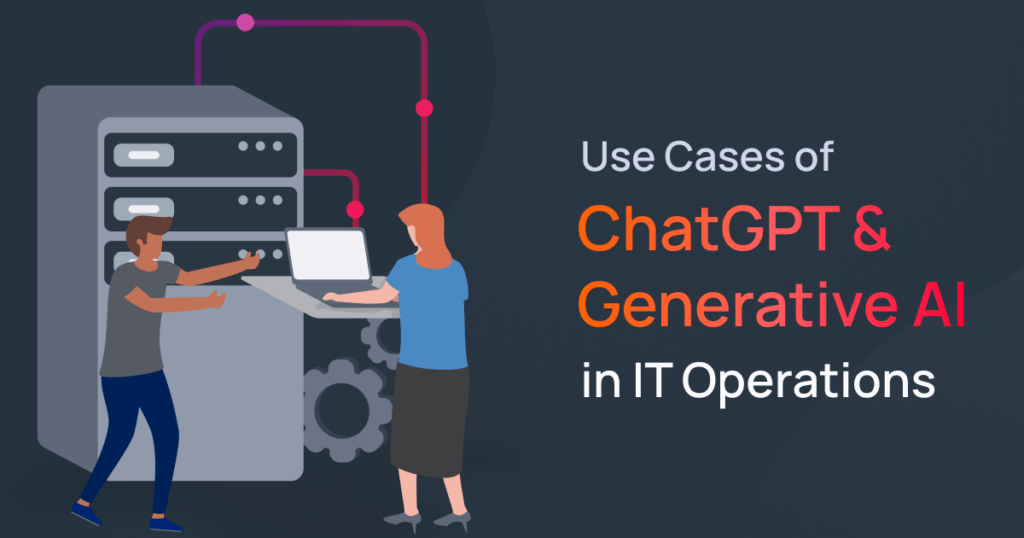 Use Cases of
ChatGPT &
Generative AI
in IT Operations